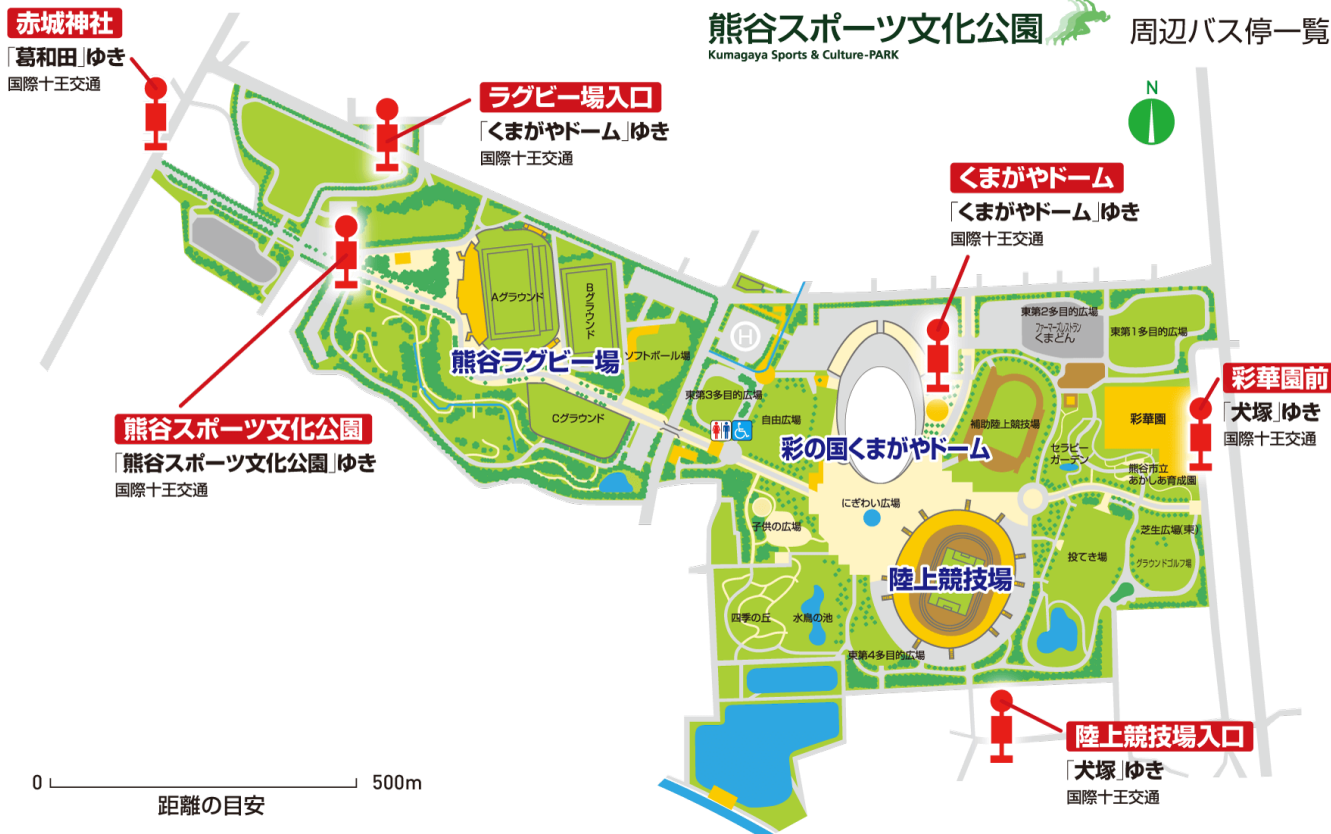 熊谷スポーツ文化公園
Kumagaya Sports & Culture-PARK
周辺バス停一覧
赤城神社
「葛和田」ゆき
国際十王交通
ラグビー場入口
「くまがやドーム」ゆき
国際十王交通
N
くまがやドーム
「くまがやドーム」ゆき
国際十王交通
Aグラウンド
Bグラウンド
熊谷ラグビー場
ソフトボール場
Cグラウンド
H
東第2多目的広場
ファーマーズレストラン
くまどん
東第1多目的広場
東第3多目的広場
自由広場
彩の国くまがやドーム
補助陸上競技場
彩華園
彩華園前
「犬塚」ゆき
国際十王交通
セラピー
ガーデン
熊谷市立
あかしあ育成園
熊谷スポーツ文化公園
「熊谷スポーツ文化公園」ゆき
国際十王交通
にぎわい広場
子供の広場
芝生広場(東)
投てき場
グラウンドゴルフ場
陸上競技場
四季の丘
水鳥の池
東第4多目的広場
陸上競技場入口
「犬塚」ゆき
国際十王交通
0
500m
距離の目安